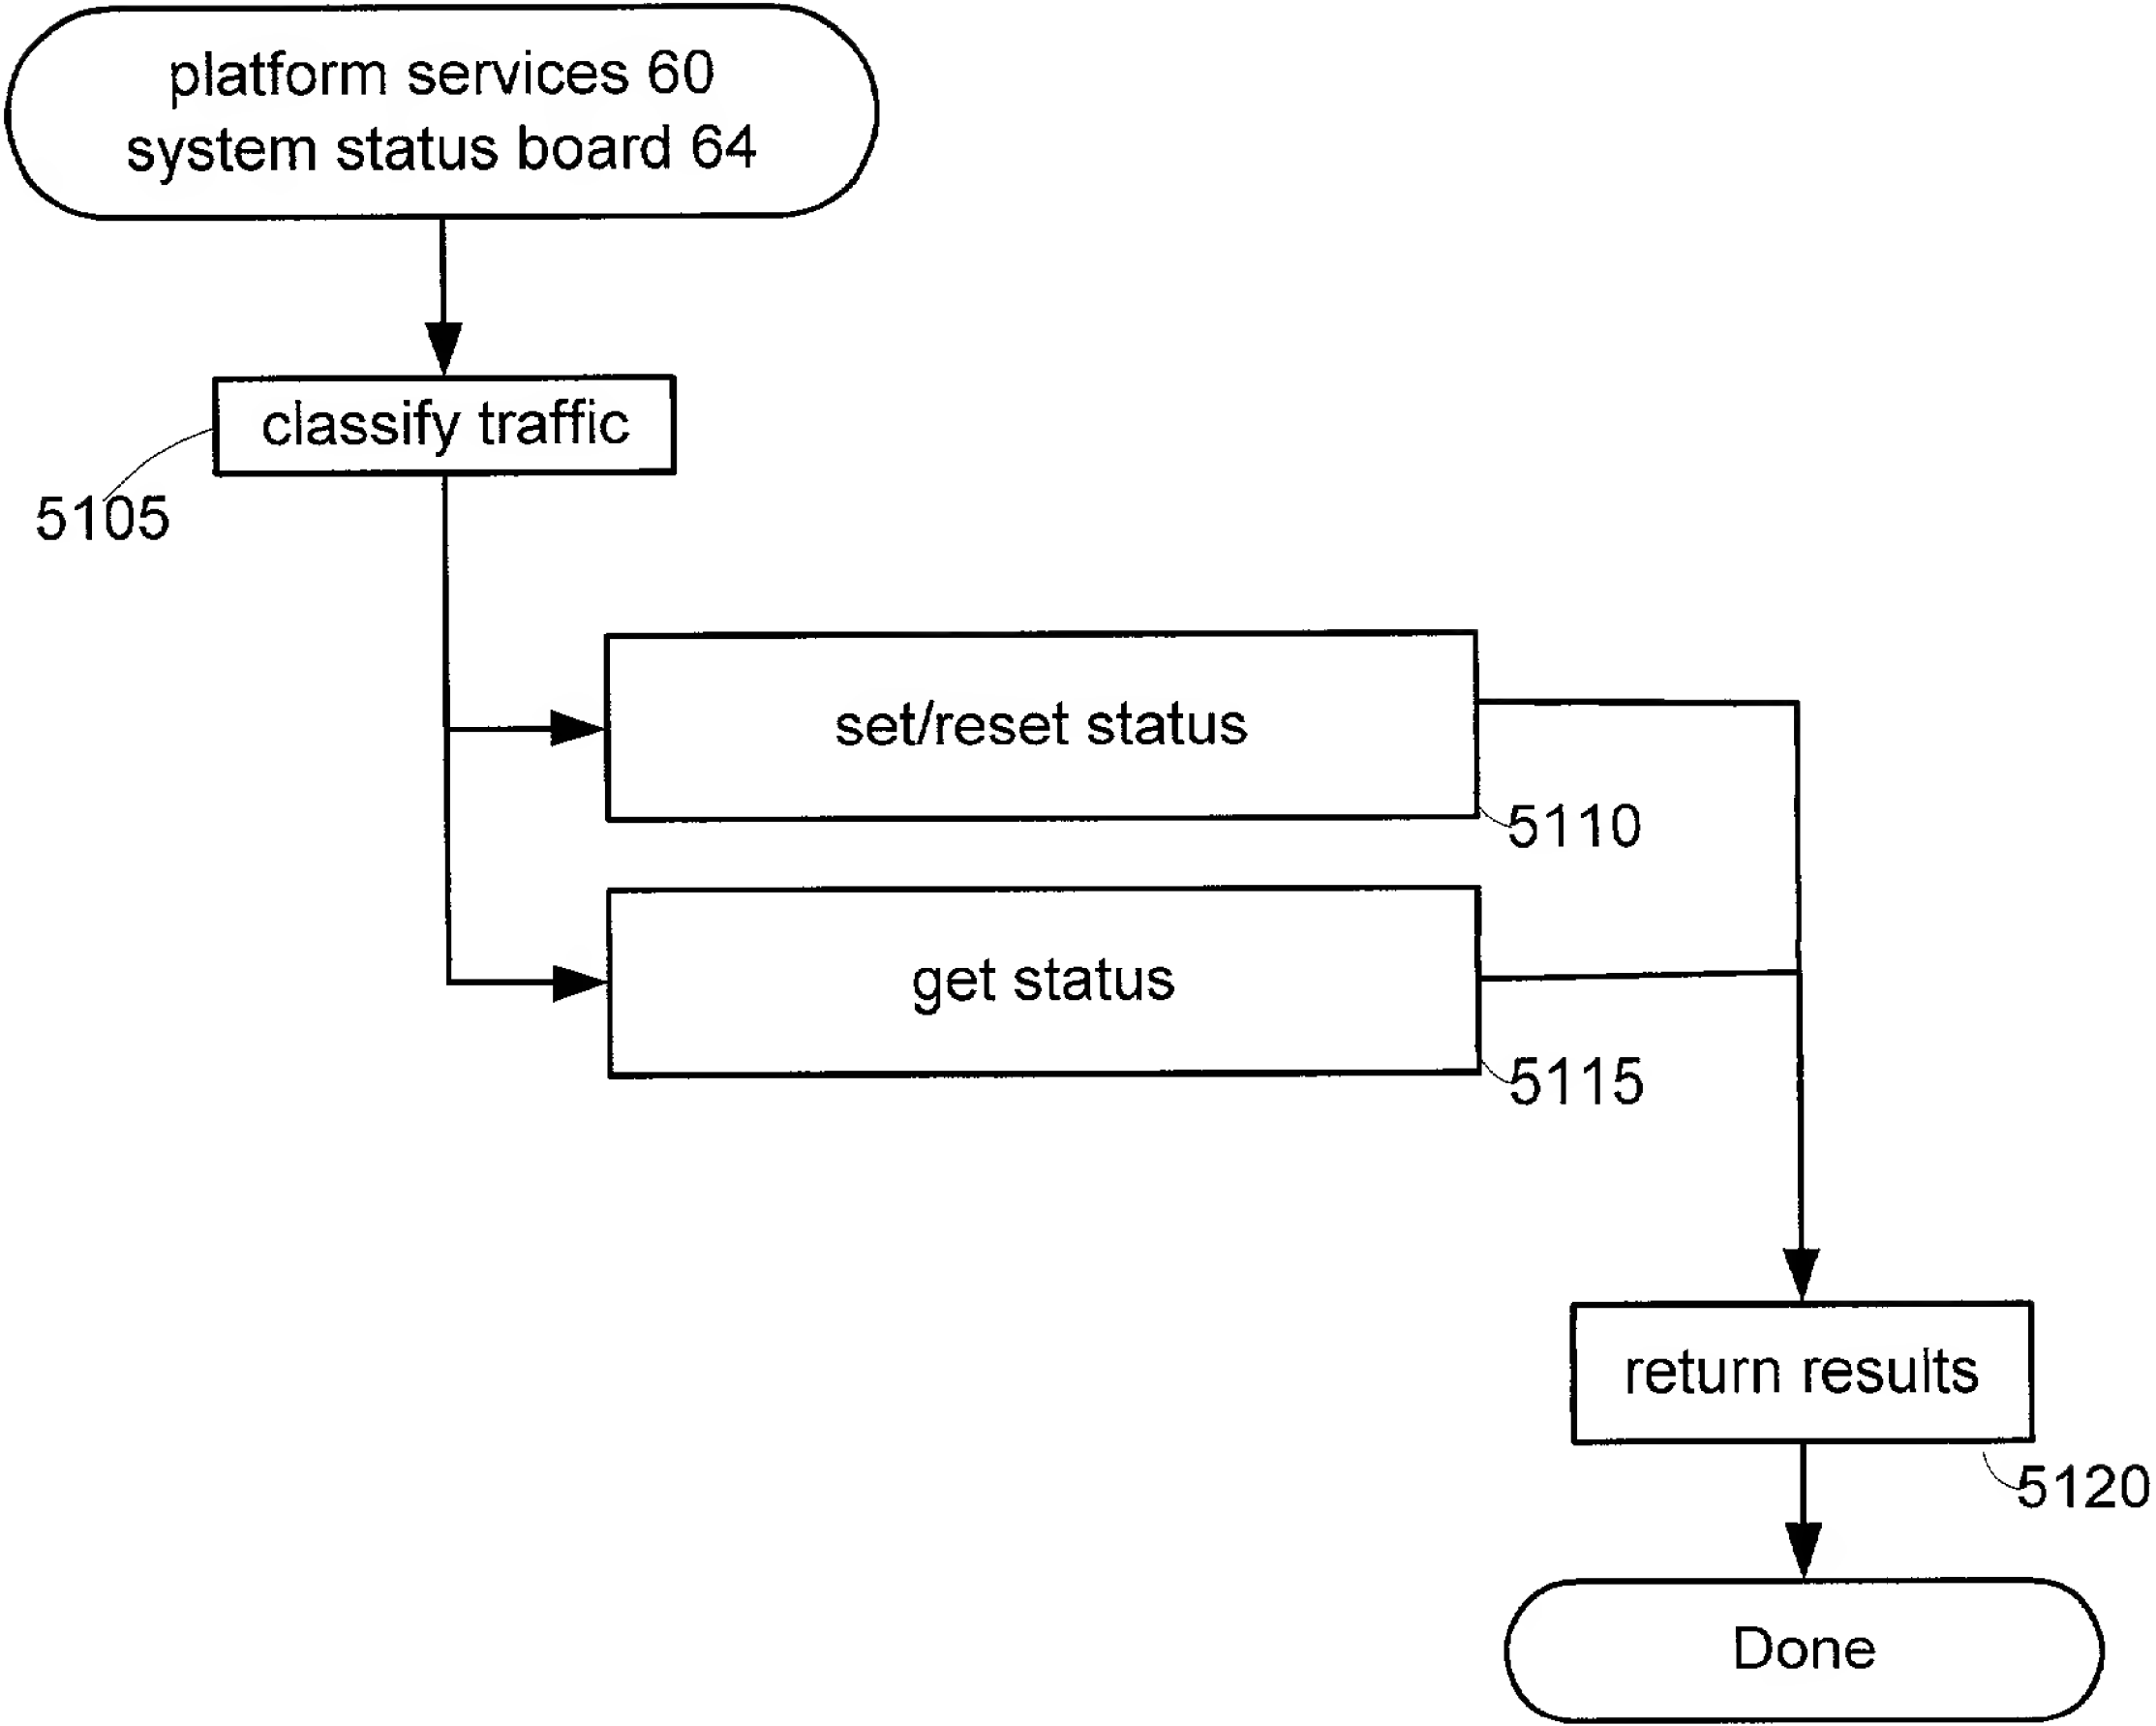 platform services 60
system status board 64
classify traffic
5105
set/reset status
5110
get status
5115
return results
5120
Done